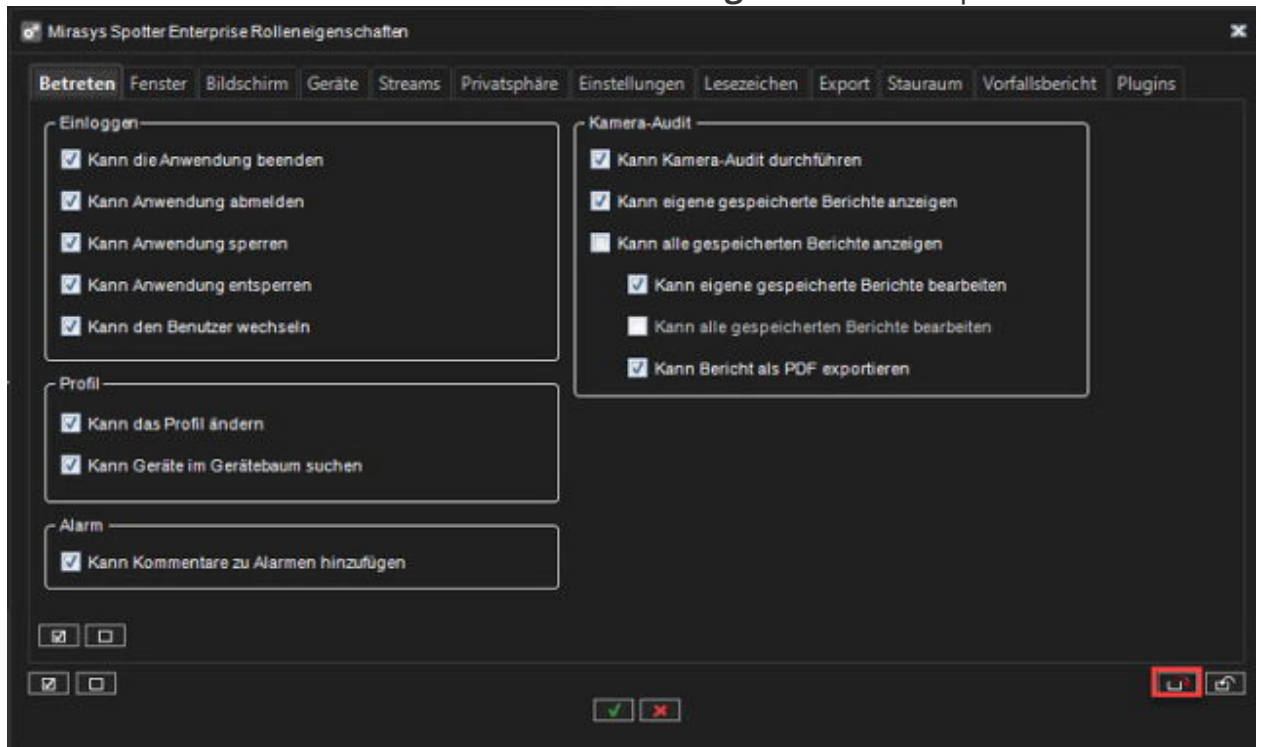 Mirasys Spotter Enterprise Rolleneigenschaften
Betreten Fenster Bildschirm Geräte Streams Privatsphäre Einstellungen Lesezeichen Export Stauraum Vorfallsbericht Plugins
Einloggen
Kann die Anwendung beenden
Kann Anwendung abmelden
Kann Anwendung sperren
Kann Anwendung entsperren
Kann den Benutzer wechseln
Profil
Kann das Profil ändern
Kann Geräte im Gerätebaum suchen
Alarm
Kann Kommentare zu Alarmen hinzufügen
Kamera-Audit
Kann Kamera-Audit durchführen
Kann eigene gespeicherte Berichte anzeigen
Kann alle gespeicherten Berichte anzeigen
Kann eigene gespeicherte Berichte bearbeiten
Kann alle gespeicherten Berichte bearbeiten
Kann Bericht als PDF exportieren